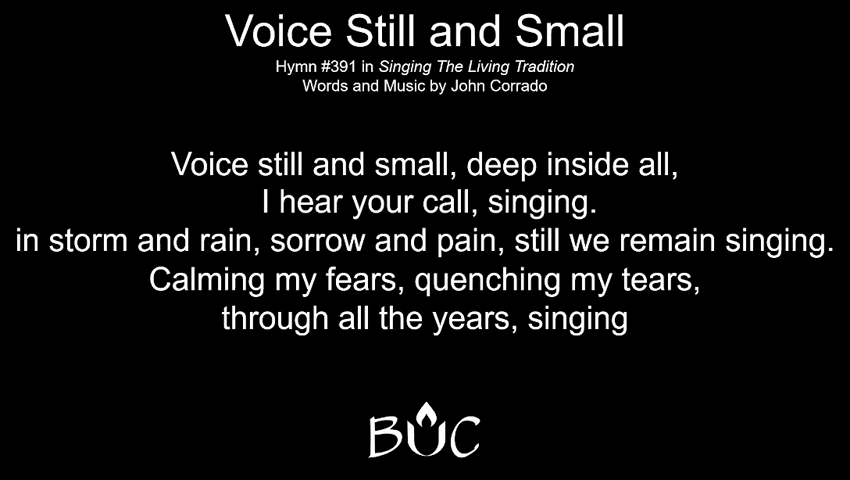 Voice Still and Small
Hymn #391 in Singing The Living Tradition
Words and Music by John Corrado
Voice still and small, deep inside all,
I hear your call, singing.
in storm and rain, sorrow and pain, still we remain singing.
Calming my fears, quenching my tears,
through all the years, singing
BUC